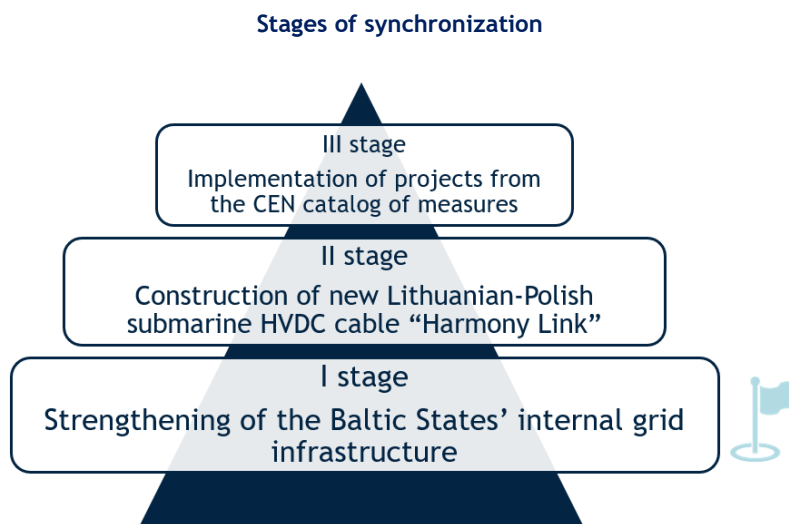 Stages of synchronization
III stage
Implementation of projects from
the CEN catalog of measures
II stage
Construction of new Lithuanian-Polish
submarine HVDC cable “Harmony Link”
I stage
Strengthening of the Baltic States’ internal grid
infrastructure